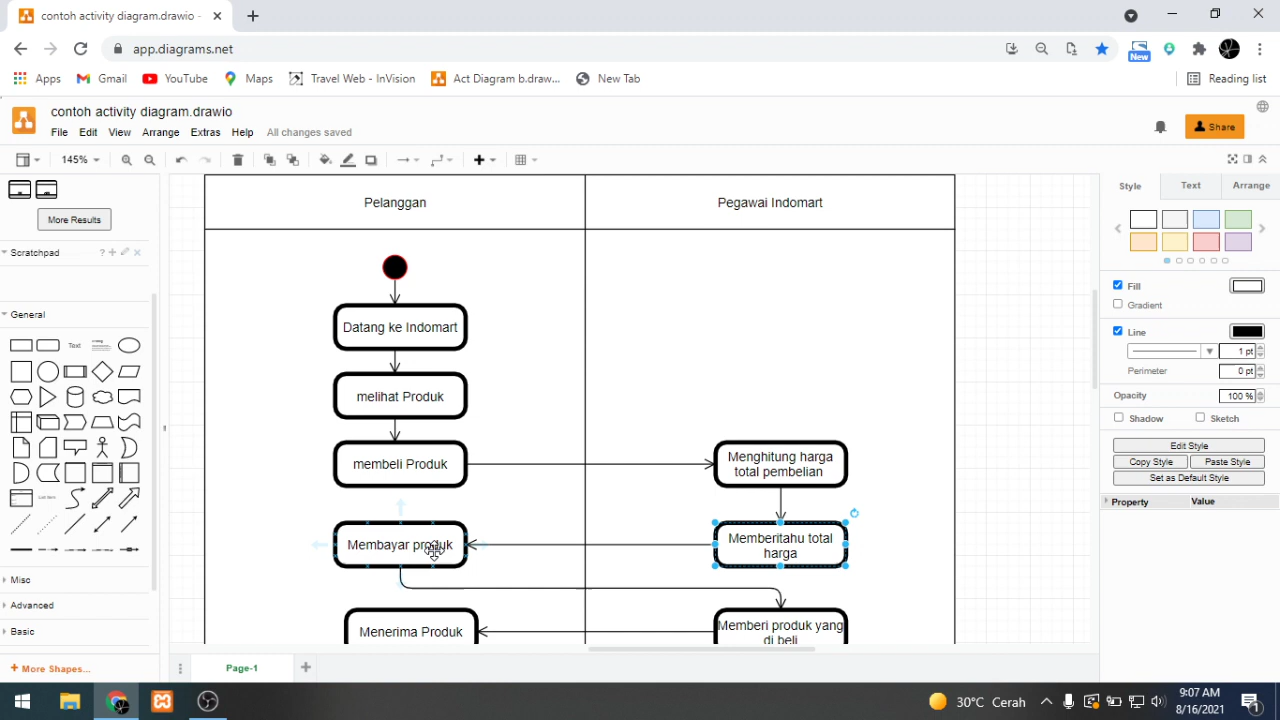 contoh activity diagram.drawio -
app.diagrams.net
New
Apps
Gmail
YouTube
Maps
Travel Web - InVision
Act Diagram b.draw...
New Tab
Reading list
contoh activity diagram.drawio
File Edit View Arrange Extras Help All changes saved
Share
145%
More Results
Scratchpad
General
Text
List Item
Misc
Advanced
Basic
+ More Shapes...
Pelanggan
Pegawai Indomart
Datang ke Indomart
melihat Produk
membeli Produk
Menghitung harga
total pembelian
Membayar produk
Memberitahu total
harga
Menerima Produk
Memberi produk yang
di beli
Page-1
Style Text Arrange
Fill
Gradient
Line
1 pt
Perimeter 0 pt
Opacity 100 %
Shadow Sketch
Edit Style
Copy Style Paste Style
Set as Default Style
Property Value
30°C Cerah
9:07 AM
8/16/2021
1